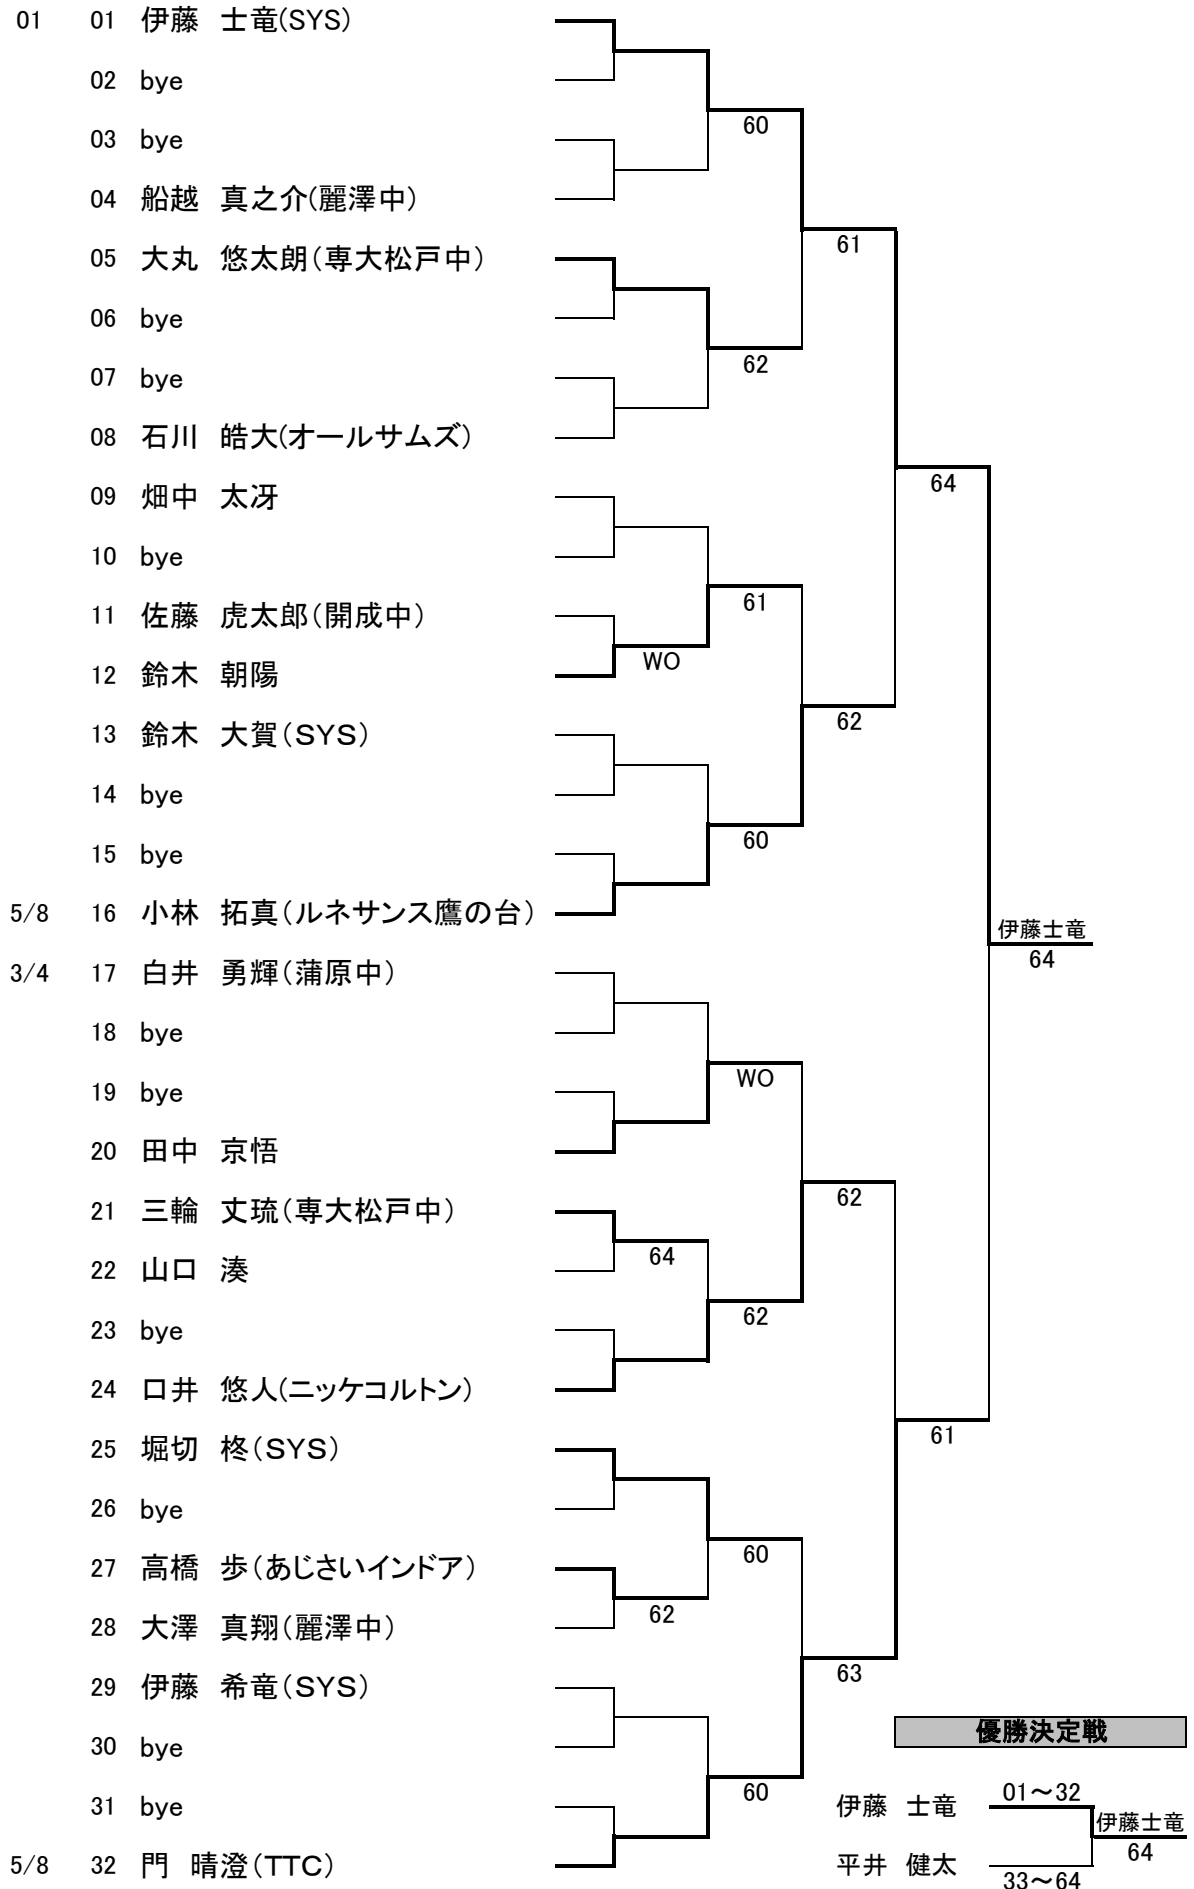 01 01 伊藤 士竜(SYS)
02 bye
60
03 bye
04 船越 真之介(麗澤中)
61
05 大丸 悠太朗(専大松戸中)
06 bye
62
07 bye
08 石川 皓大(オールサムズ)
64
09 畑中 太冴
10 bye
61
11 佐藤 虎太郎(開成中)
WO
12 鈴木 朝陽
62
13 鈴木 大賀(SYS)
14 bye
60
15 bye
5/8 16 小林 拓真(ルネサンス鷹の台)
伊藤士竜
64
3/4 17 白井 勇輝(蒲原中)
18 bye
WO
19 bye
20 田中 京悟
62
21 三輪 丈琉(専大松戸中)
64
22 山口 湊
62
23 bye
24 口井 悠人(ニッケコルトン)
61
25 堀切 柊(SYS)
26 bye
60
27 高橋 歩(あじさいインドア)
62
28 大澤 真翔(麗澤中)
63
29 伊藤 希竜(SYS)
優勝決定戦
30 bye
60
31 bye
伊藤 士竜 01～32
伊藤士竜
64
5/8 32 門 晴澄(TTC)
平井 健太 33～64